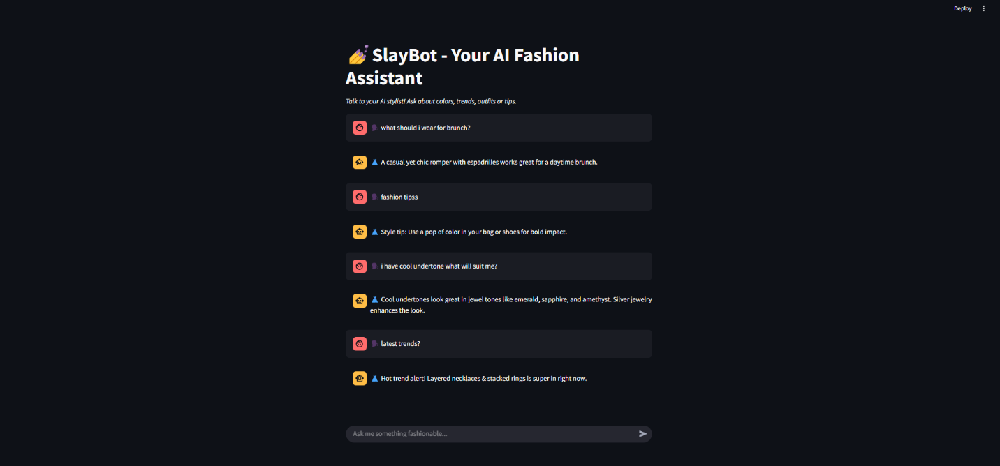 Deploy
💅 SlayBot - Your AI Fashion
Assistant
Talk to your AI stylist! Ask about colors, trends, outfits or tips.
🗣️ what should i wear for brunch?
👗 A casual yet chic romper with espadrilles works great for a daytime brunch.
🗣️ fashion tipss
👗 Style tip: Use a pop of color in your bag or shoes for bold impact.
🗣️ i have cool undertone what will suit me?
👗 Cool undertones look great in jewel tones like emerald, sapphire, and amethyst. Silver jewelry
enhances the look.
🗣️ latest trends?
👗 Hot trend alert! Layered necklaces & stacked rings is super in right now.
Ask me something fashionable...